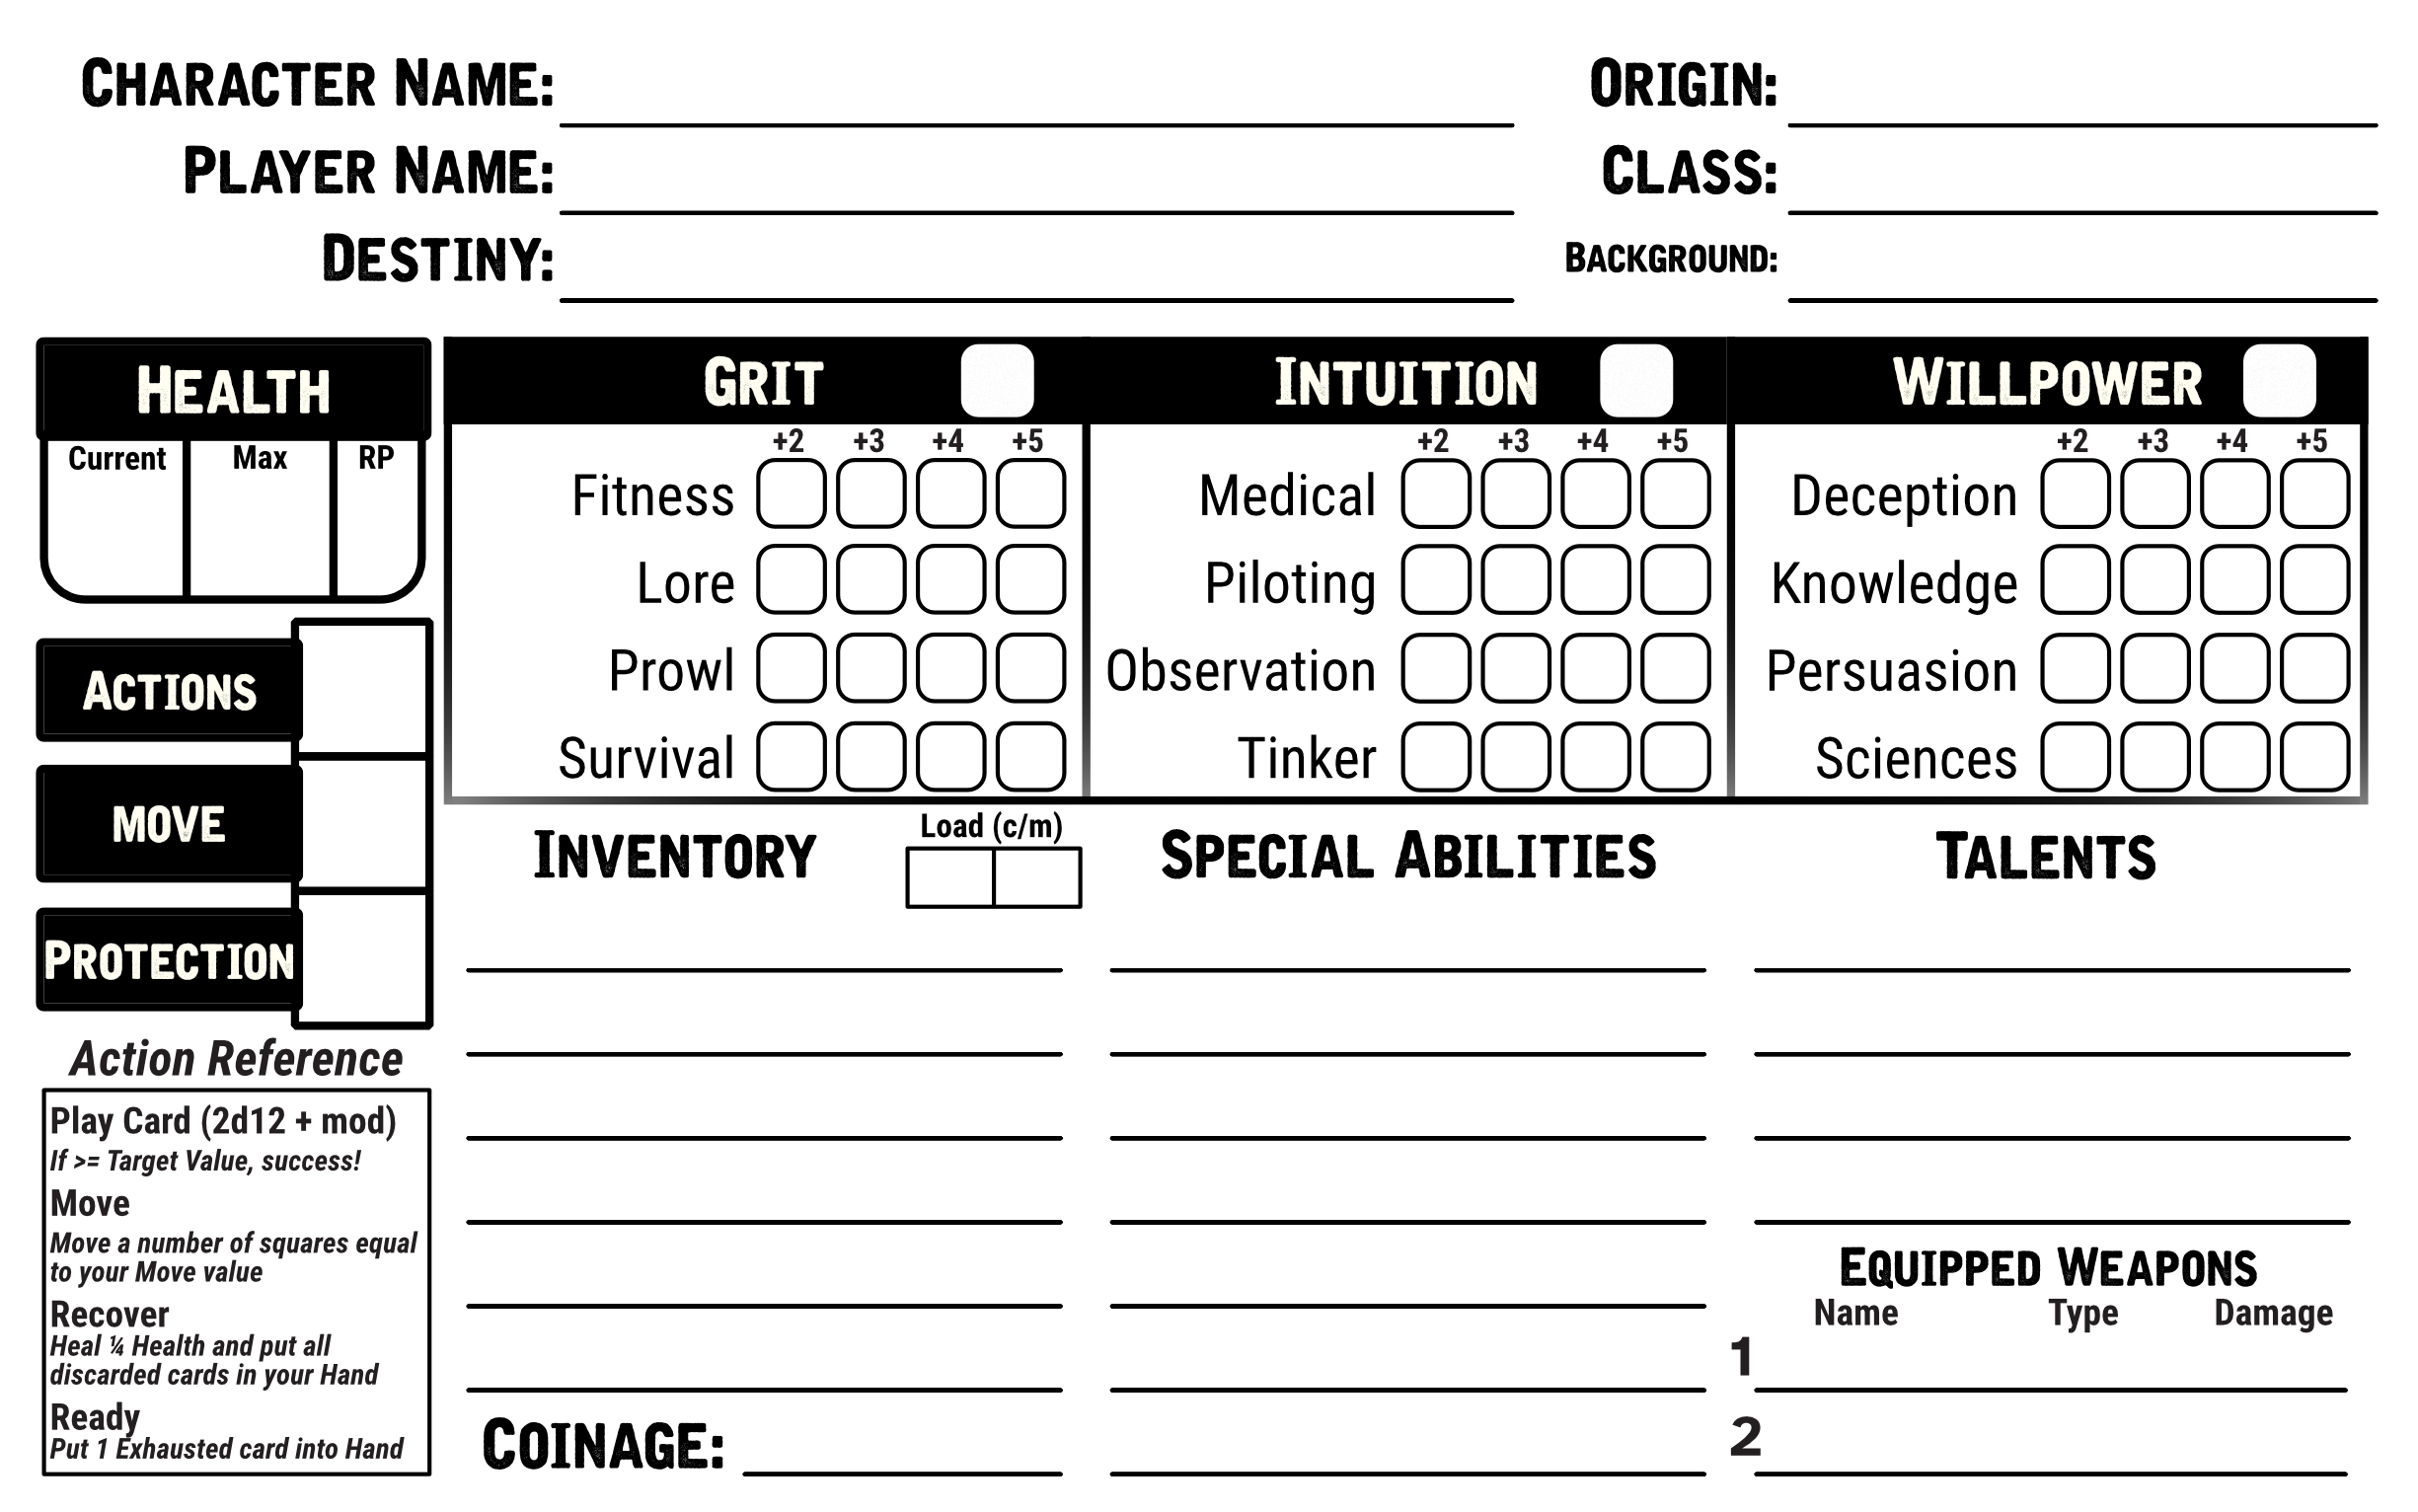 CHARACTER NAME:
ORIGIN:
PLAYER NAME:
CLASS:
DESTINY:
BACKGROUND:
HEALTH
Current Max RP
ACTIONS
MOVE
PROTECTION
Action Reference
Play Card (2d12 + mod)
If >= Target Value, success!
Move
Move a number of squares equal
to your Move value
Recover
Heal ¼ Health and put all
discarded cards in your Hand
Ready
Put 1 Exhausted card into Hand
GRIT
+2 +3 +4 +5
Fitness
Lore
Prowl
Survival
INTUITION
+2 +3 +4 +5
Medical
Piloting
Observation
Tinker
WILLPOWER
+2 +3 +4 +5
Deception
Knowledge
Persuasion
Sciences
INVENTORY
Load (c/m)
COINAGE:
SPECIAL ABILITIES
TALENTS
EQUIPPED WEAPONS
Name Type Damage
1
2